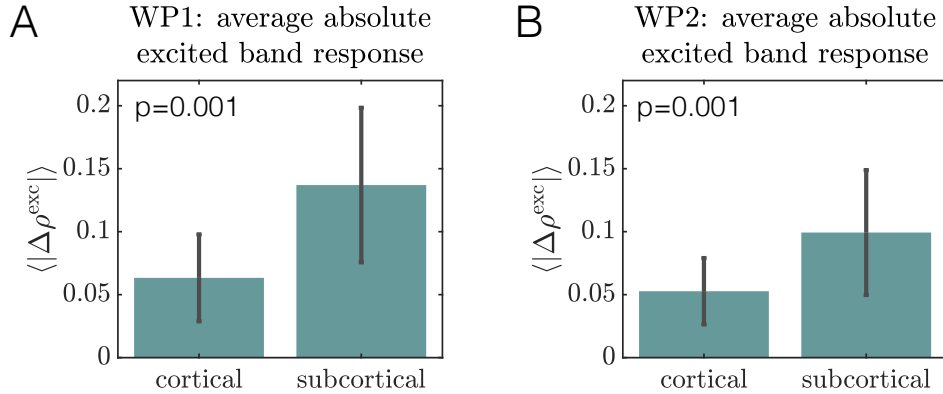 A
WP1: average absolute
excited band response
p=0.001
0.2
0.15
0.1
0.05
0
⟨|Δρ^exc|⟩
cortical
subcortical
B
WP2: average absolute
excited band response
p=0.001
0.2
0.15
0.1
0.05
0
⟨|Δρ^exc|⟩
cortical
subcortical